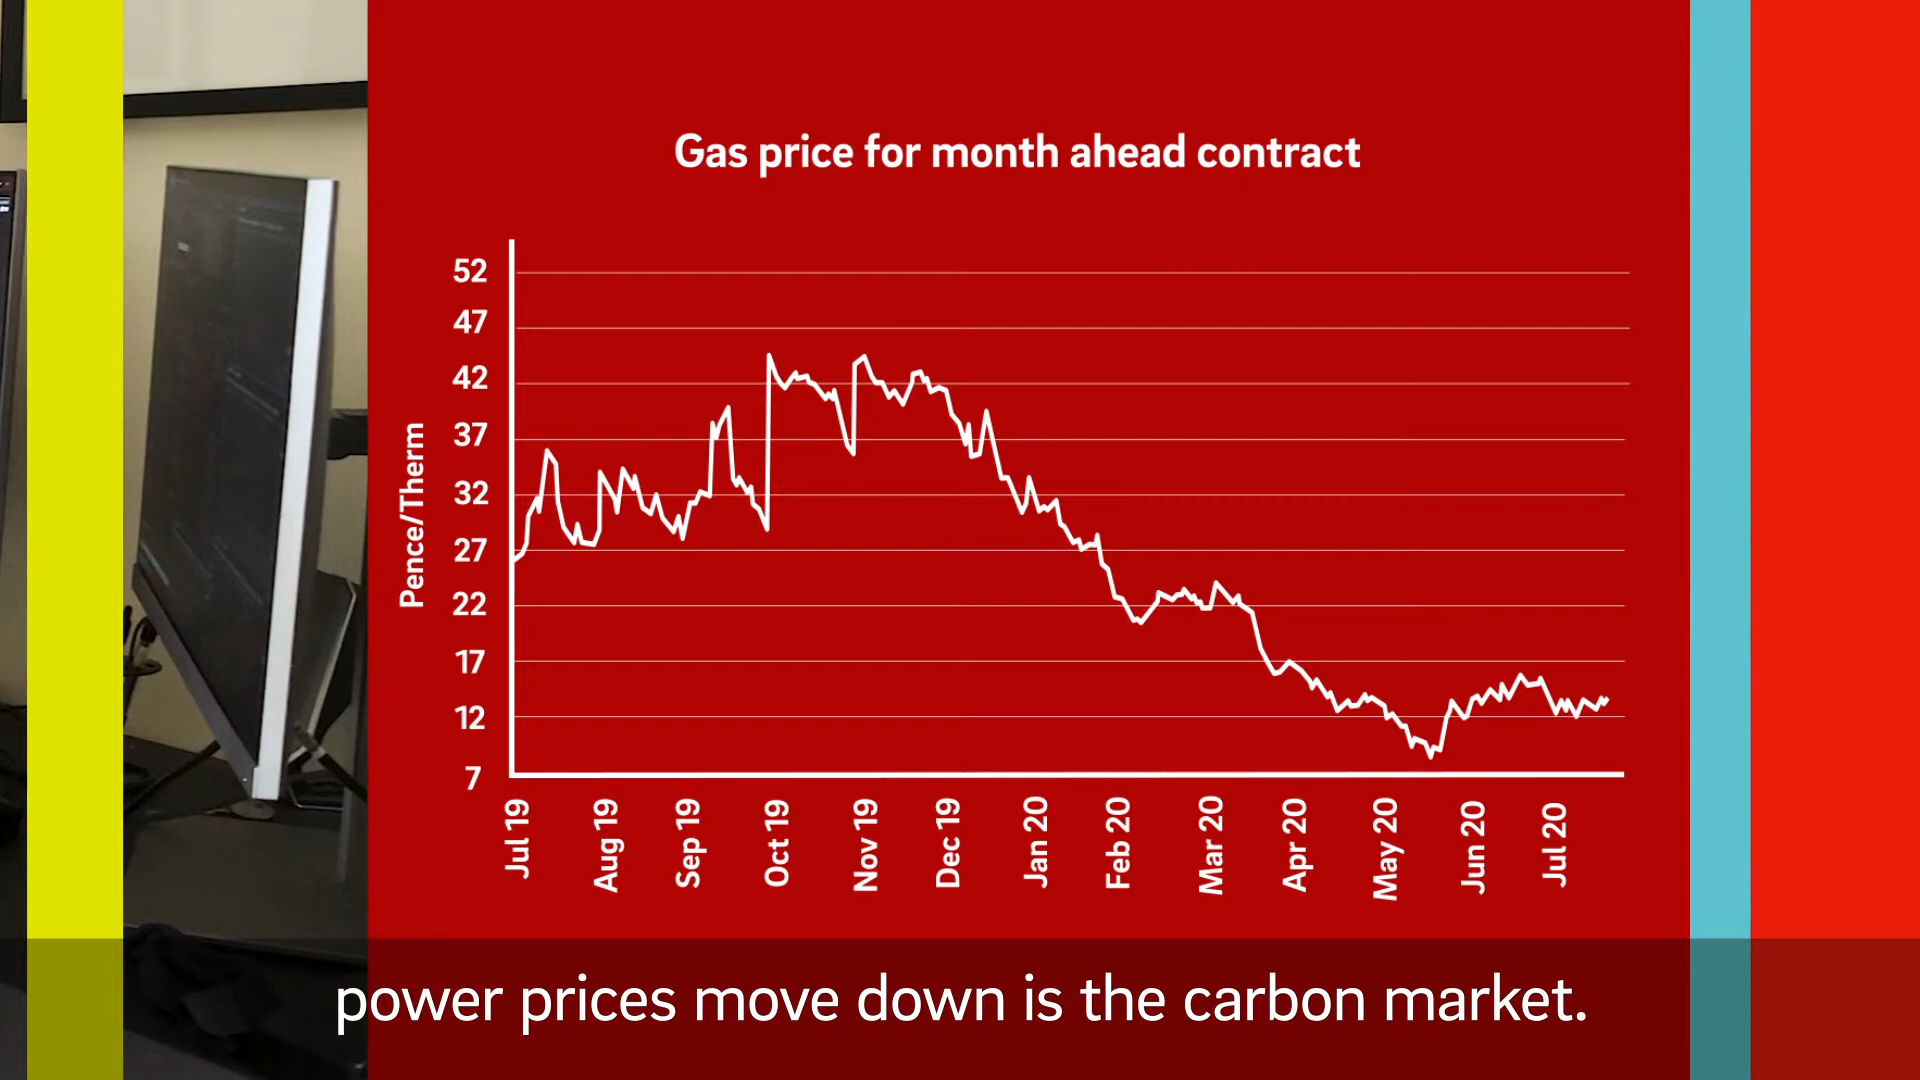 Gas price for month ahead contract
Pence/Therm
52
47
42
37
32
27
22
17
12
7
Jul 19
Aug 19
Sep 19
Oct 19
Nov 19
Dec 19
Jan 20
Feb 20
Mar 20
Apr 20
May 20
Jun 20
Jul 20
power prices move down is the carbon market.